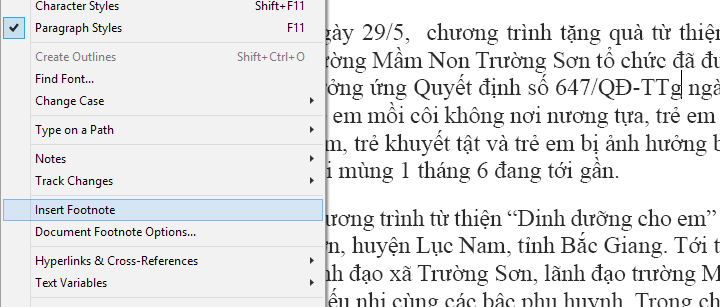 Character Styles Shift+F11
Paragraph Styles F11
Create Outlines Shift+Ctrl+O
Find Font...
Change Case
Type on a Path
Notes
Track Changes
Insert Footnote
Document Footnote Options...
Hyperlinks & Cross-References
Text Variables
gày 29/5, chương trình tặng quà từ thiện
ường Mầm Non Trường Sơn tổ chức đã đư
ởng ứng Quyết định số 647/QĐ-TTg ngà
em mồi côi không nơi nương tựa, trẻ em
m, trẻ khuyết tật và trẻ em bị ảnh hưởng b
i mùng 1 tháng 6 đang tới gần.
ương trình từ thiện “Dinh dưỡng cho em”
n, huyện Lục Nam, tỉnh Bắc Giang. Tới t
nh đạo xã Trường Sơn, lãnh đạo trường M
ếu nhi cùng các bậc phụ huynh. Trong ch